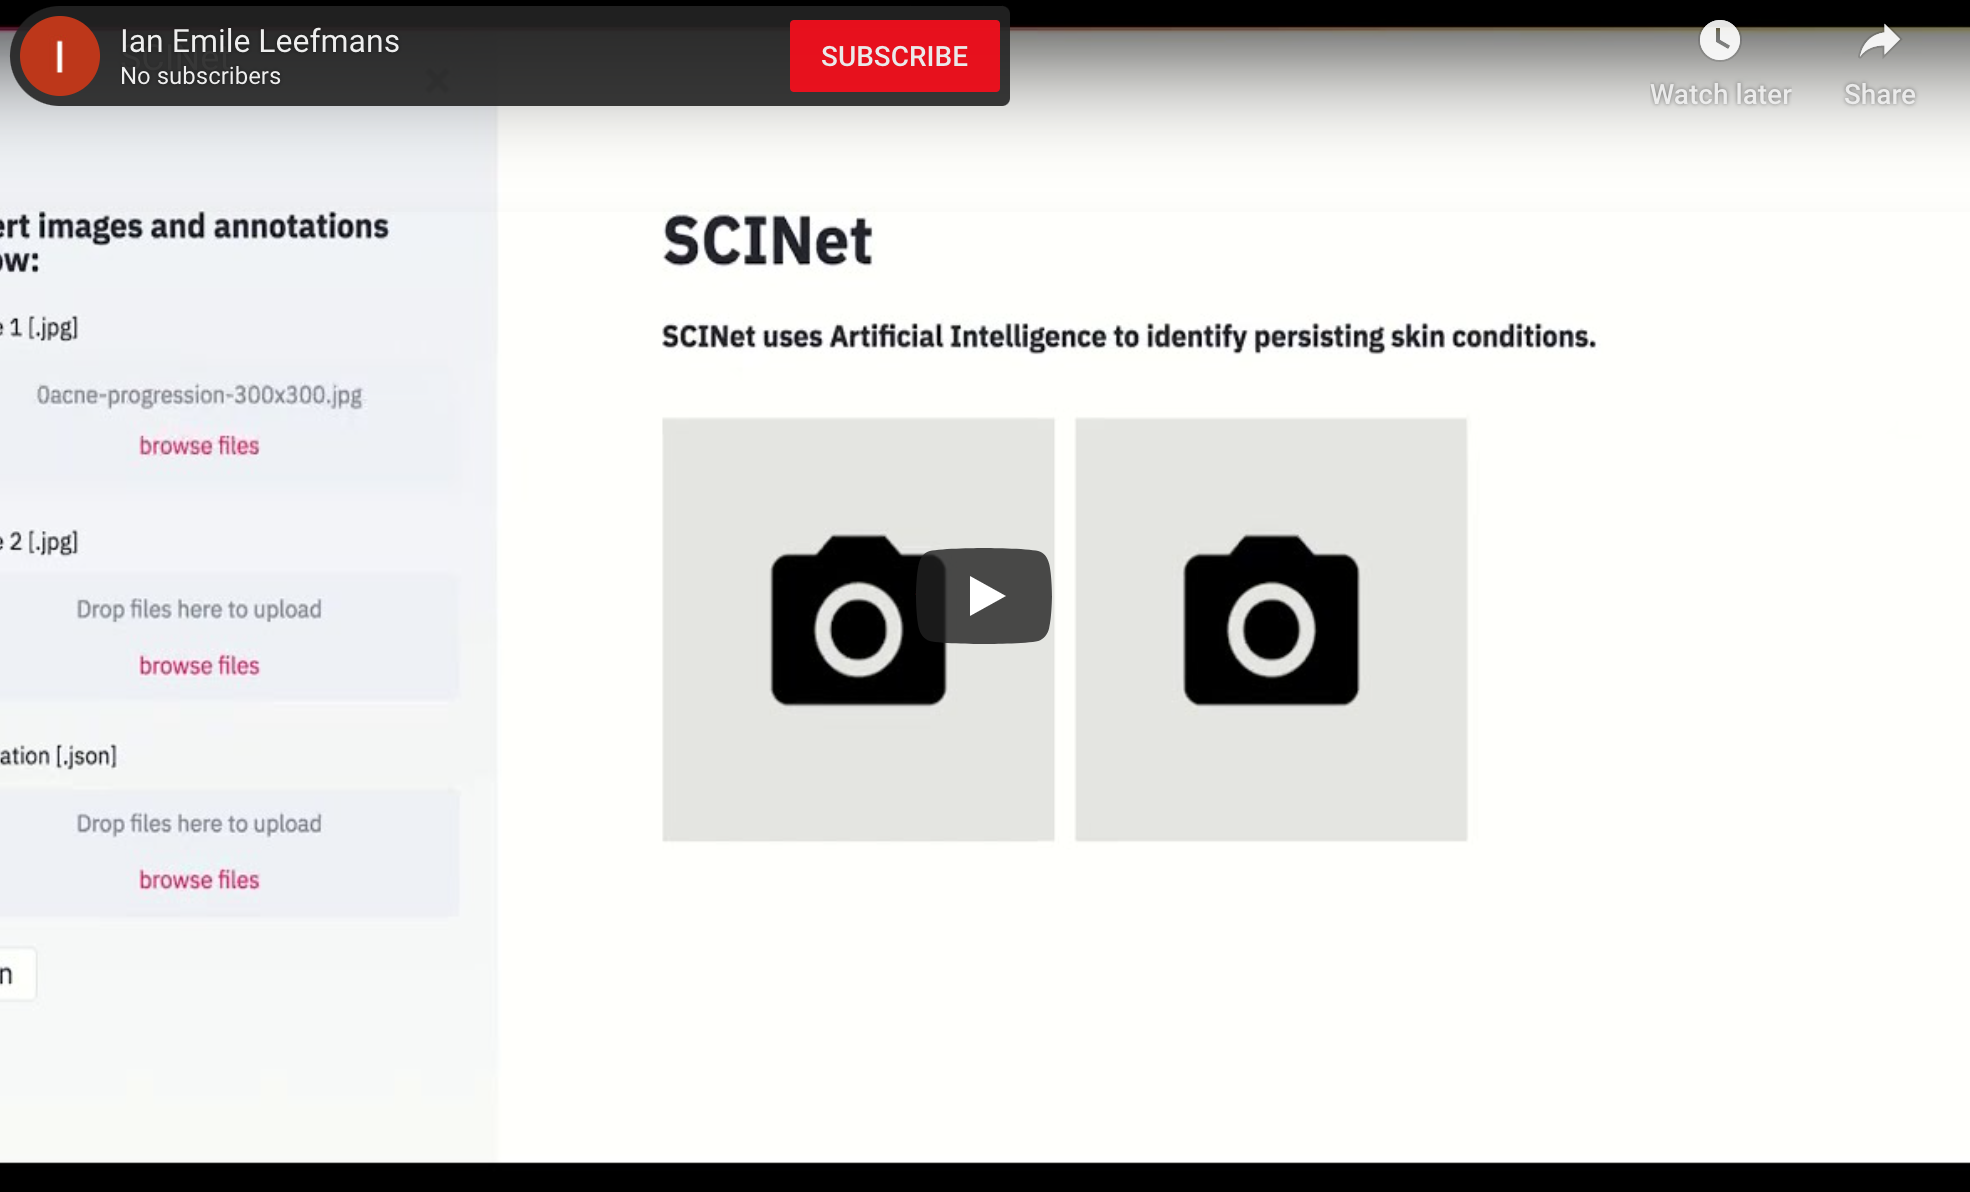 I
Ian Emile Leefmans
No subscribers
SUBSCRIBE
Watch later
Share
ert images and annotations
ow:
e 1 [.jpg]
0acne-progression-300x300.jpg
browse files
e 2 [.jpg]
Drop files here to upload
browse files
ation [.json]
Drop files here to upload
browse files
n
SCINet
SCINet uses Artificial Intelligence to identify persisting skin conditions.